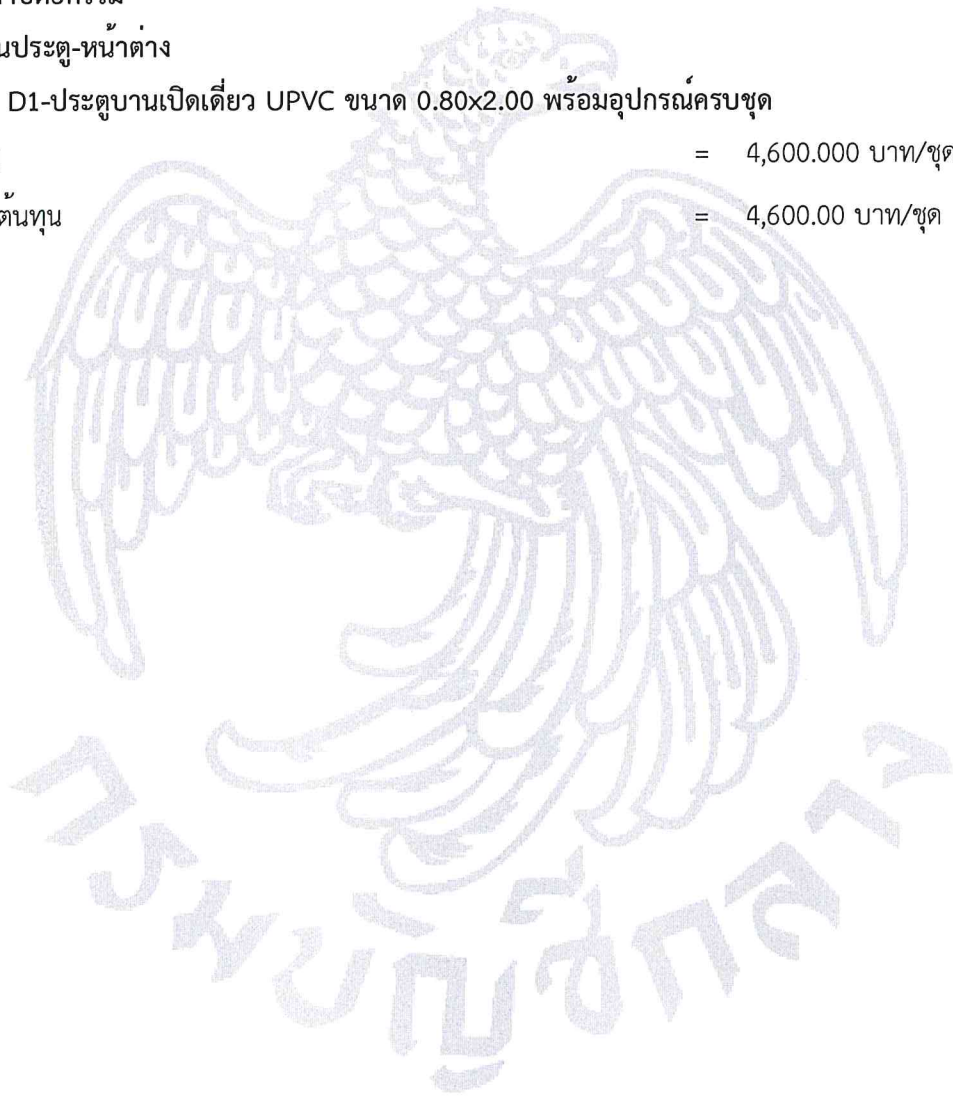 นประตู-หน้าต่าง
D1-ประตูบานเปิดเดี่ยว UPVC ขนาด 0.80x2.00 พร้อมอุปกรณ์ครบชุด
= 4,600.000 บาท/ชุด
ต้นทุน = 4,600.00 บาท/ชุด
กรมบัญชีกลาง